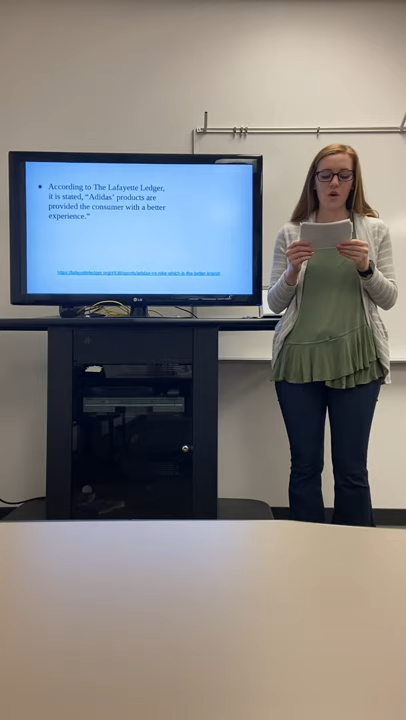 • According to The Lafayette Ledger,
it is stated, “Adidas’ products are
provided the consumer with a better
experience.”
LG